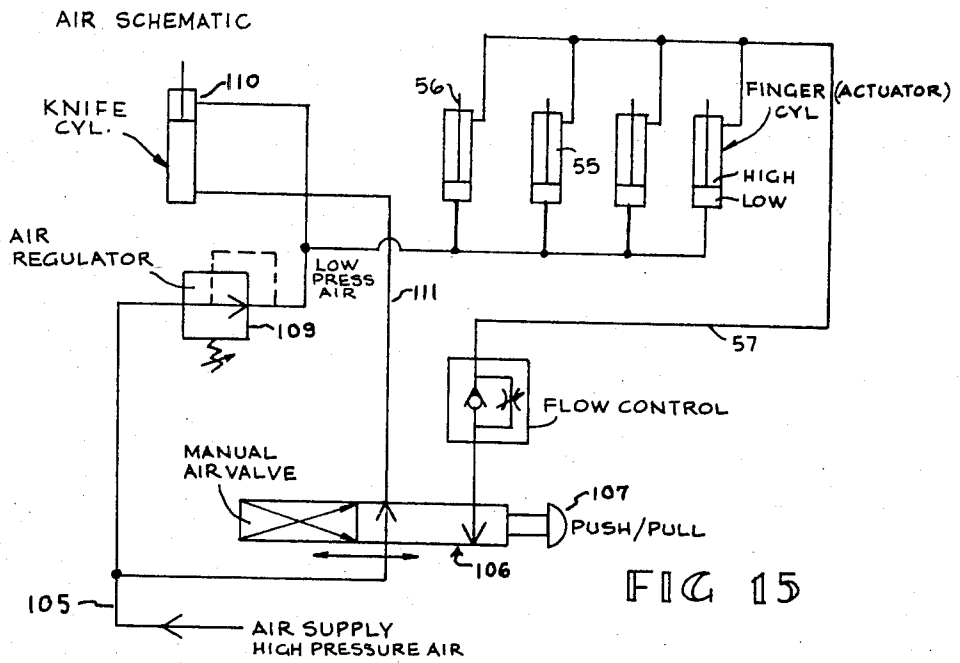 AIR SCHEMATIC
110
KNIFE
CYL.
56
55
FINGER (ACTUATOR)
CYL
HIGH
LOW
AIR
REGULATOR
LOW
PRESS
AIR
109
111
57
FLOW CONTROL
MANUAL
AIR VALVE
107
PUSH/PULL
106
105
AIR SUPPLY
HIGH PRESSURE AIR
FIG 15